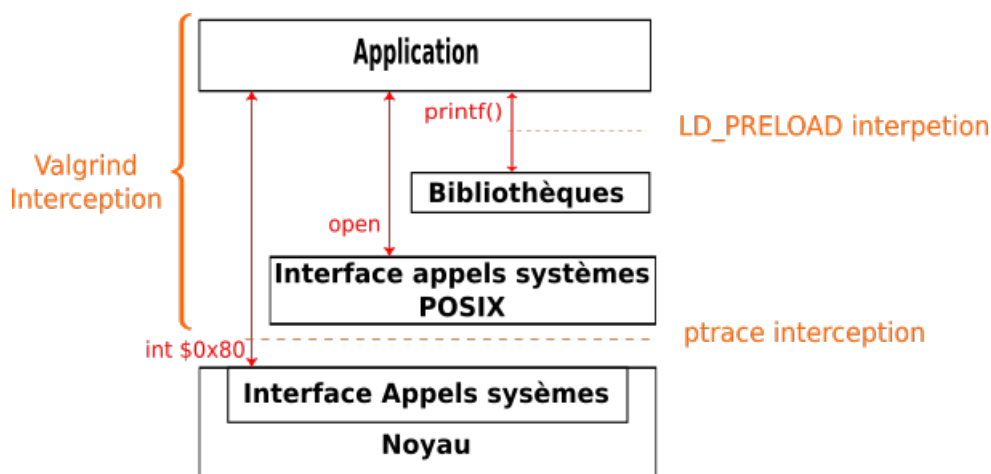 Application
printf()
LD_PRELOAD interpetion
Valgrind
Interception
Bibliothèques
open
Interface appels systèmes
POSIX
ptrace interception
int $0x80
Interface Appels sysèmes
Noyau